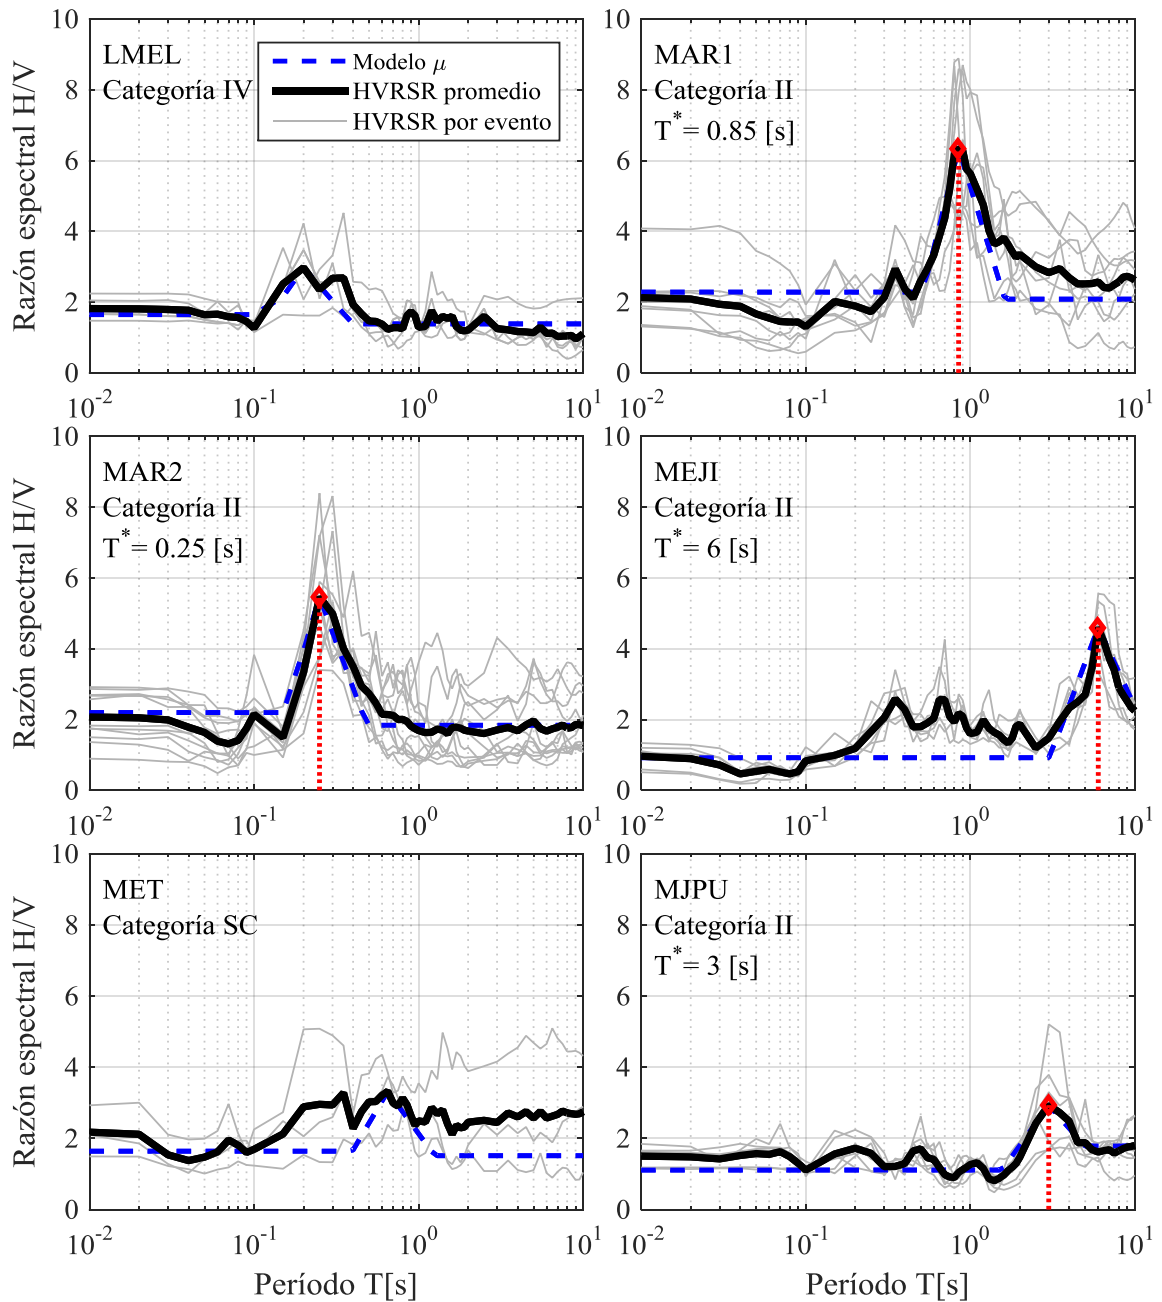 Razón espectral H/V
10
8
6
4
2
0
LMEL
Categoría IV
Modelo μ
HVRSR promedio
HVRSR por evento
10^-2
10^-1
10^0
10^1
10
8
6
4
2
0
MAR1
Categoría II
T* = 0.85 [s]
10^-2
10^-1
10^0
10^1
Razón espectral H/V
10
8
6
4
2
0
MAR2
Categoría II
T* = 0.25 [s]
10^-2
10^-1
10^0
10^1
10
8
6
4
2
0
MEJI
Categoría II
T* = 6 [s]
10^-2
10^-1
10^0
10^1
Razón espectral H/V
10
8
6
4
2
0
MET
Categoría SC
10^-2
10^-1
10^0
10^1
Período T[s]
10
8
6
4
2
0
MJPU
Categoría II
T* = 3 [s]
10^-2
10^-1
10^0
10^1
Período T[s]